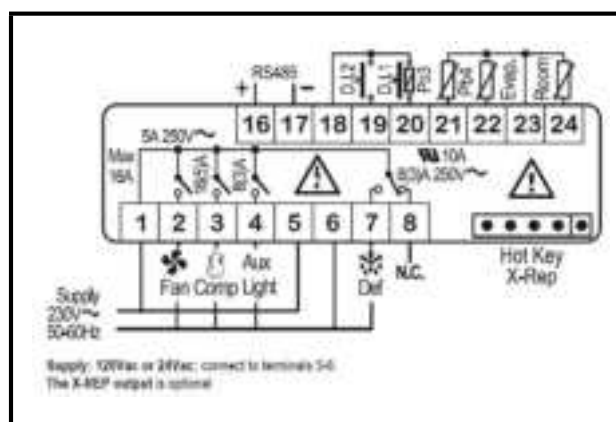 + RS485 -
D.I.2
D.I.1
Pb3
Pb4
Evap.
Room
16 17 18 19 20 21 22 23 24
5A 250V~
Max
16A
16(5)A
8(3)A
10A
8(3)A 250V~
1 2 3 4 5 6 7 8
Fan Comp Light
Aux
Def
N.C.
Hot Key
X-Rep
Supply
230V~
50-60Hz
Supply: 120Vac or 24Vac: connect to terminals 5-6
The X-REP output is optional